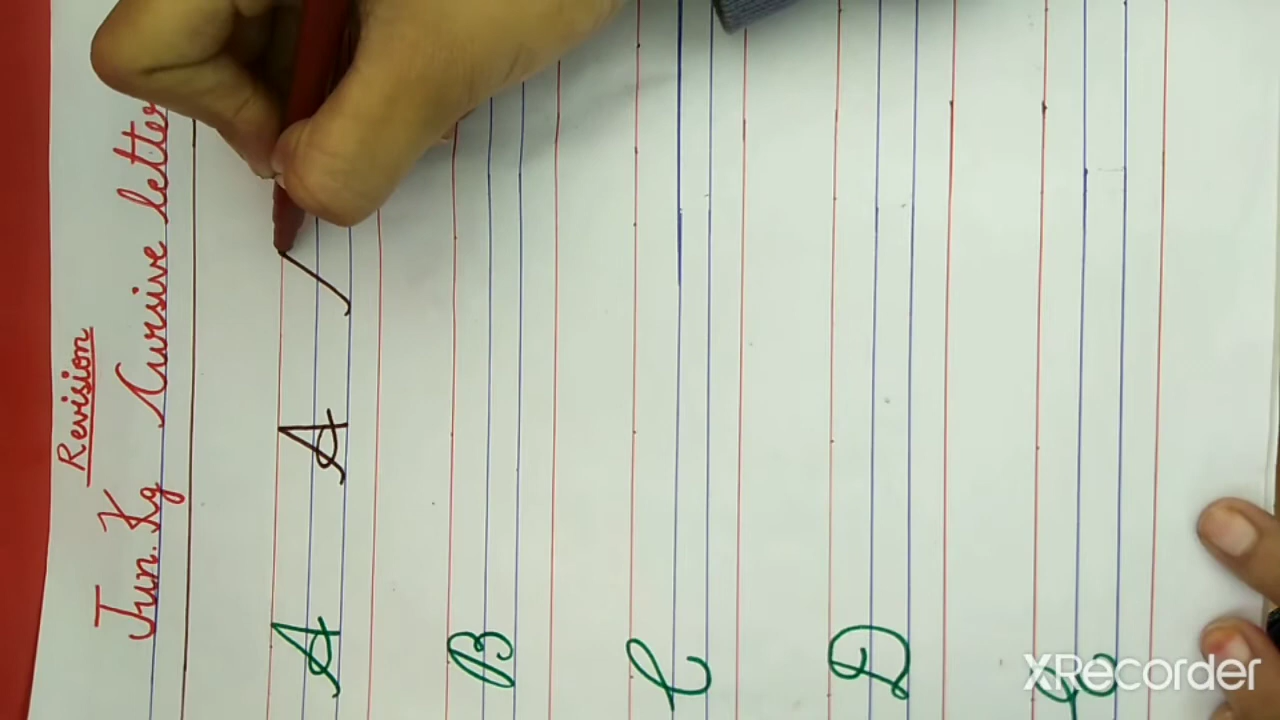 Revision
Jun. Kg Cursive letter
A A
B
C
D
E
XRecorder